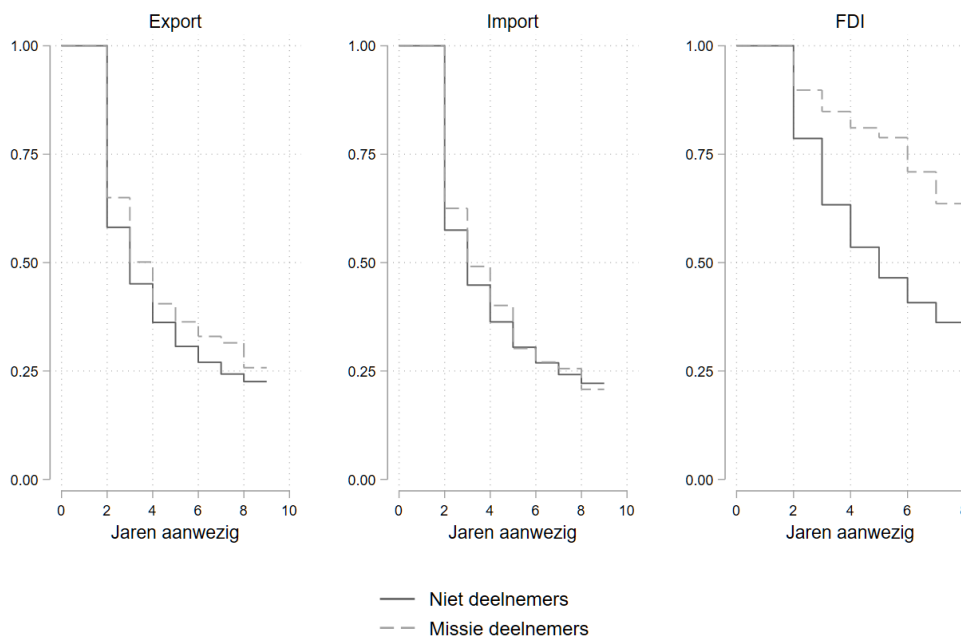 Export
Import
FDI
1.00
0.75
0.50
0.25
0.00
0 2 4 6 8 10
Jaren aanwezig
1.00
0.75
0.50
0.25
0.00
0 2 4 6 8 10
Jaren aanwezig
1.00
0.75
0.50
0.25
0.00
0 2 4 6
Jaren aanwezig
Niet deelnemers
Missie deelnemers